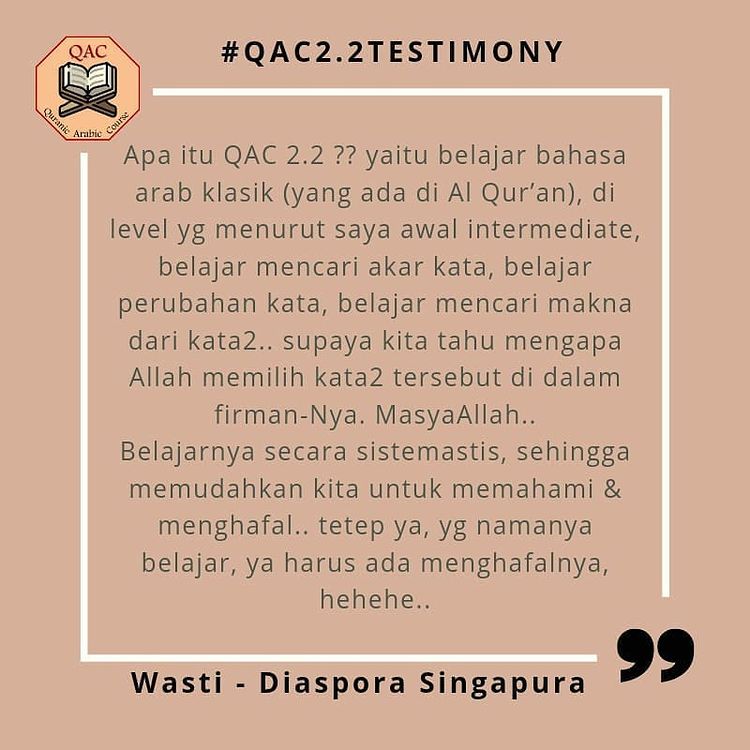 QAC
Quranic Arabic Course
#QAC2.2TESTIMONY
Apa itu QAC 2.2 ?? yaitu belajar bahasa
arab klasik (yang ada di Al Qur’an), di
level yg menurut saya awal intermediate,
belajar mencari akar kata, belajar
perubahan kata, belajar mencari makna
dari kata2.. supaya kita tahu mengapa
Allah memilih kata2 tersebut di dalam
firman-Nya. MasyaAllah..
Belajarnya secara sistemastis, sehingga
memudahkan kita untuk memahami &
menghafal.. tetep ya, yg namanya
belajar, ya harus ada menghafalnya,
hehehe..
Wasti - Diaspora Singapura